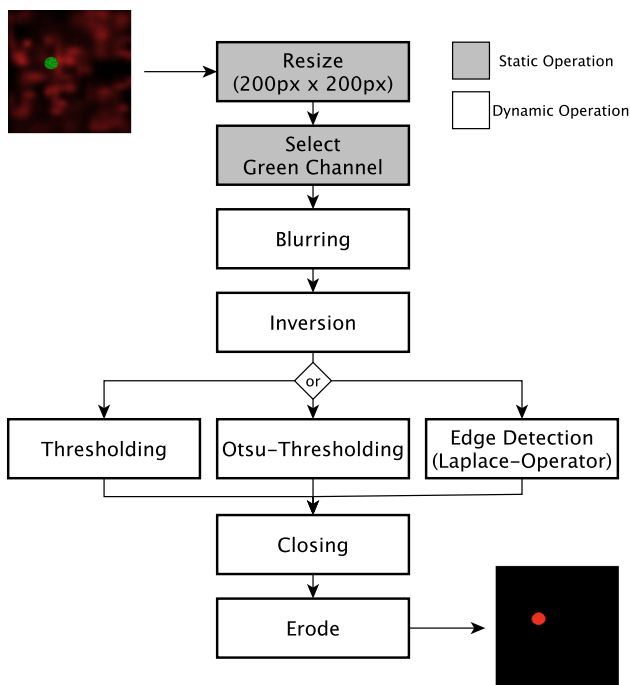 Resize
(200px x 200px)
Static Operation
Dynamic Operation
Select
Green Channel
Blurring
Inversion
or
Thresholding
Otsu-Thresholding
Edge Detection
(Laplace-Operator)
Closing
Erode